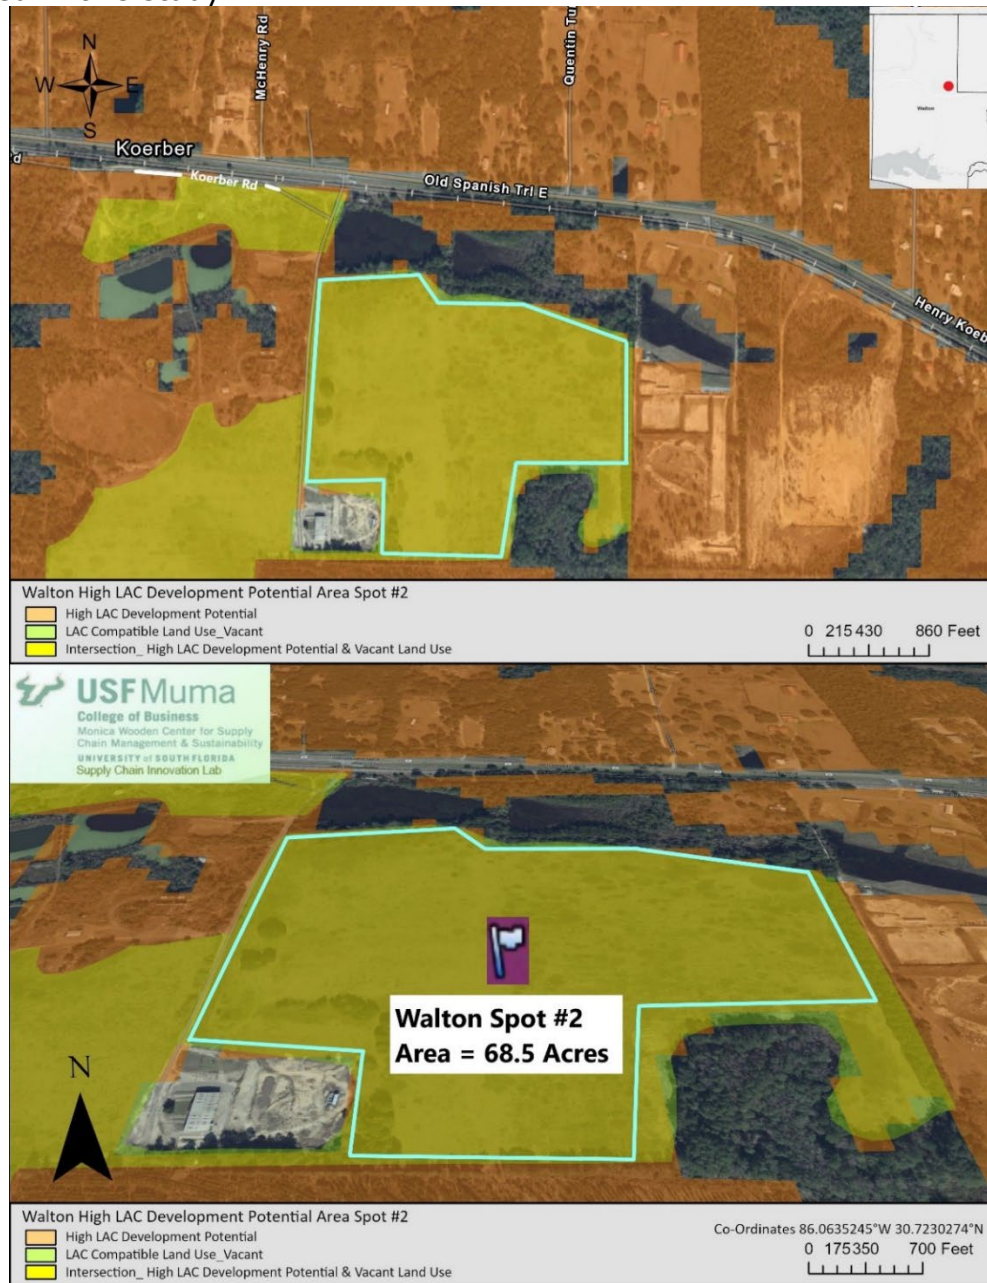 N
W E
S
McHenry Rd
Quentin Tur
Walton
Koerber
Rd
Koerber Rd
Old Spanish Trl E
Henry Koeb
Walton High LAC Development Potential Area Spot #2
High LAC Development Potential
LAC Compatible Land Use_Vacant
Intersection_ High LAC Development Potential & Vacant Land Use
0 215 430 860 Feet
USF Muma
College of Business
Monica Wooden Center for Supply
Chain Management & Sustainability
UNIVERSITY of SOUTH FLORIDA
Supply Chain Innovation Lab
Walton Spot #2
Area = 68.5 Acres
N
Walton High LAC Development Potential Area Spot #2
High LAC Development Potential
LAC Compatible Land Use_Vacant
Intersection_ High LAC Development Potential & Vacant Land Use
Co-Ordinates 86.0635245°W 30.7230274°N
0 175350 700 Feet